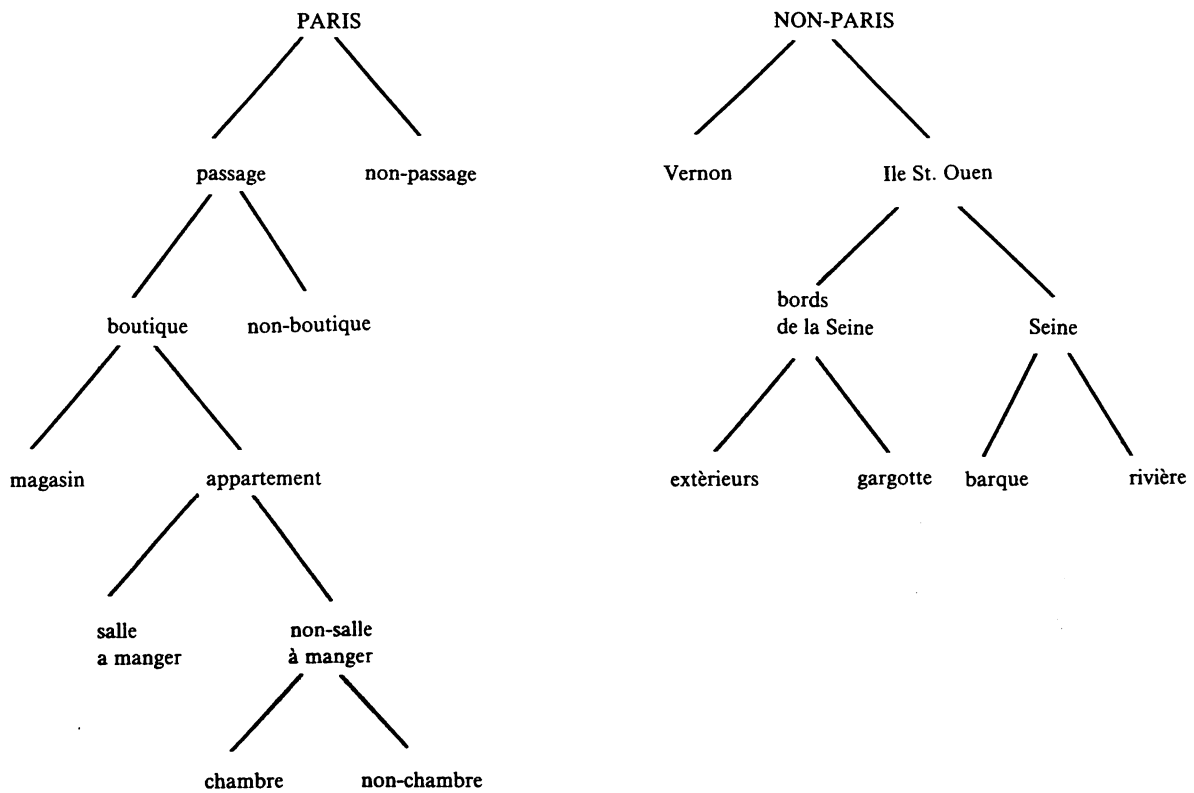 PARIS NON-PARIS
passage non-passage Vernon Ile St. Ouen
bords
boutique non-boutique de la Seine Seine
magasin appartement extèrieurs gargotte barque rivière
salle non-salle
a manger à manger
chambre non-chambre